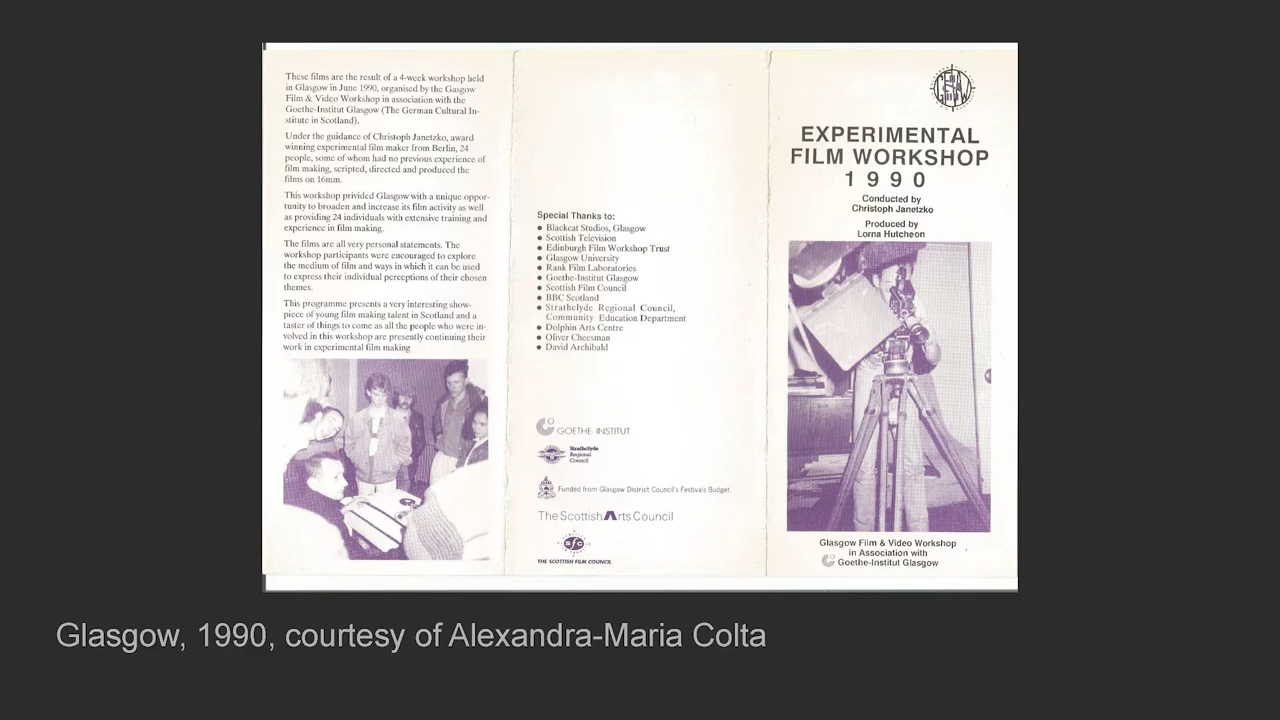 These films are the result of a 4-week workshop held
in Glasgow in June 1990, organised by the Gasgow
Film & Video Workshop in association with the
Goethe-Institut Glasgow (The German Cultural In-
stitute in Scotland).
Under the guidance of Christoph Janetzko, award
winning experimental film maker from Berlin, 24
people, some of whom had no previous experience of
film making, scripted, directed and produced the
films on 16mm.
This workshop privided Glasgow with a unique oppor-
tunity to broaden and increase its film activity as well
as providing 24 individuals with extensive training and
experience in film making.
The films are all very personal statements. The
workshop participants were encouraged to explore
the medium of film and ways in which it can be used
to express their individual perceptions of their chosen
themes.
This programme presents a very interesting show-
piece of young film making talent in Scotland and a
taster of things to come as all the people who were in-
volved in this workshop are presently continuing their
work in experimental film making
Special Thanks to:
● Blackcat Studios, Glasgow
● Scottish Television
● Edinburgh Film Workshop Trust
● Glasgow University
● Rank Film Laboratories
● Goethe-Institut Glasgow
● Scottish Film Council
● BBC Scotland
● Strathclyde Regional Council,
Community Education Department
● Dolphin Arts Centre
● Oliver Cheesman
● David Archibald
GOETHE-INSTITUT
Strathclyde
Regional
Council
Funded from Glasgow District Council's Festivals Budget.
The Scottish Arts Council
sfc
THE SCOTTISH FILM COUNCIL
EXPERIMENTAL
FILM WORKSHOP
1990
Conducted by
Christoph Janetzko
Produced by
Lorna Hutcheon
Glasgow Film & Video Workshop
in Association with
Goethe-Institut Glasgow
Glasgow, 1990, courtesy of Alexandra-Maria Colta